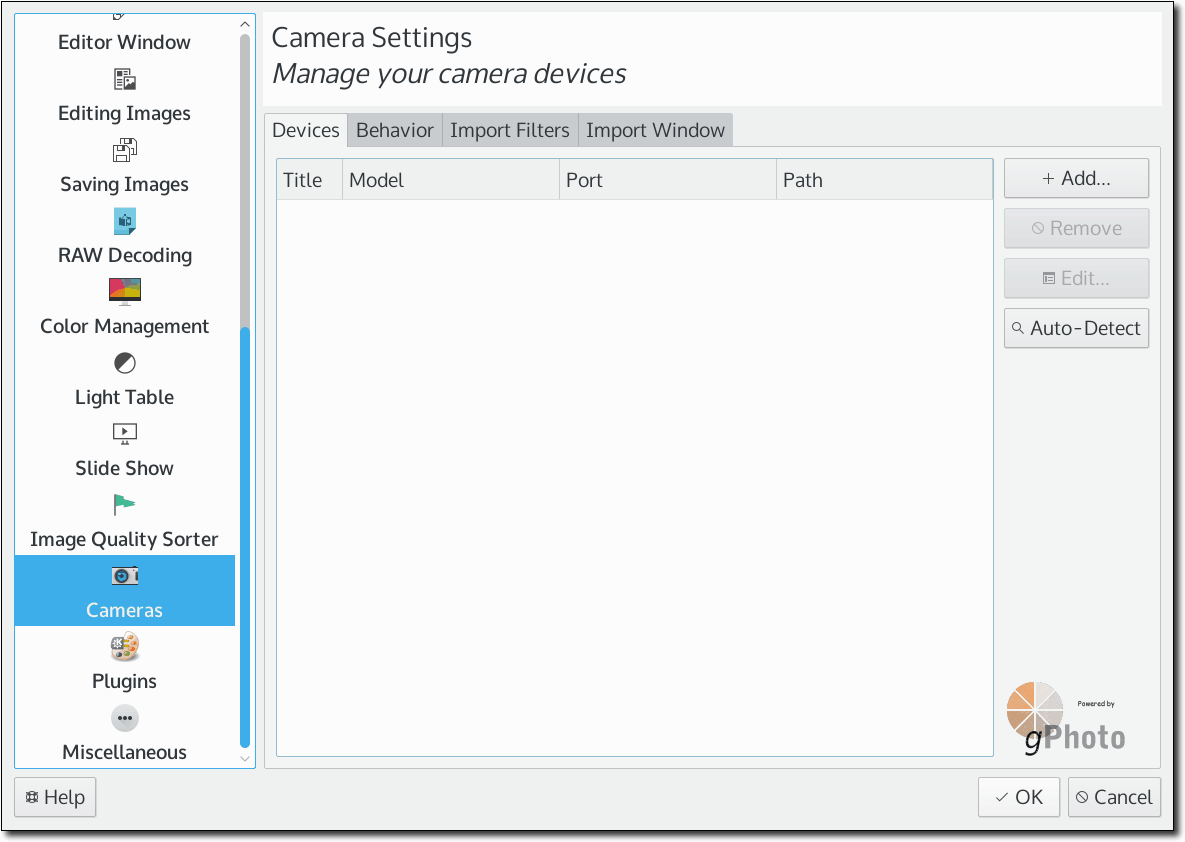 Editor Window
Editing Images
Saving Images
RAW Decoding
Color Management
Light Table
Slide Show
Image Quality Sorter
Cameras
Plugins
Miscellaneous
Camera Settings
Manage your camera devices
Devices Behavior Import Filters Import Window
Title Model Port Path
Add...
Remove
Edit...
Auto-Detect
Powered by
gPhoto
Help
OK Cancel